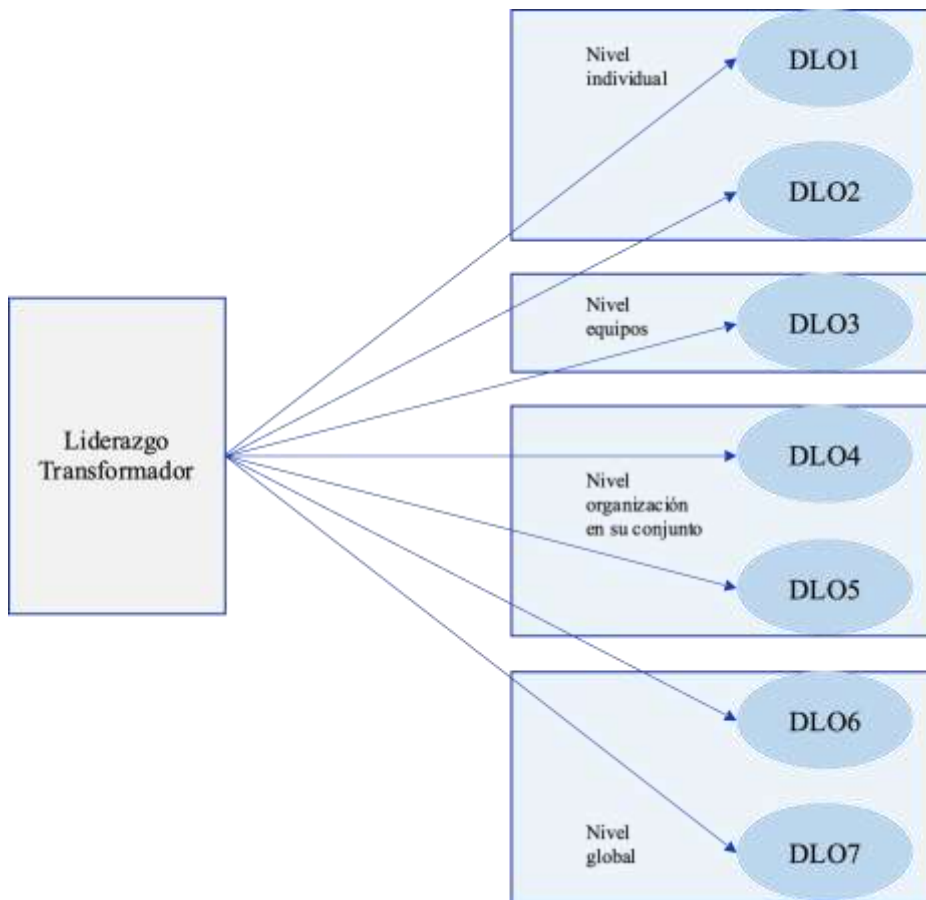 Nivel
individual
DLO1
DLO2
Nivel
equipos
DLO3
Liderazgo
Transformador
DLO4
Nivel
organización
en su conjunto
DLO5
DLO6
Nivel
global
DLO7